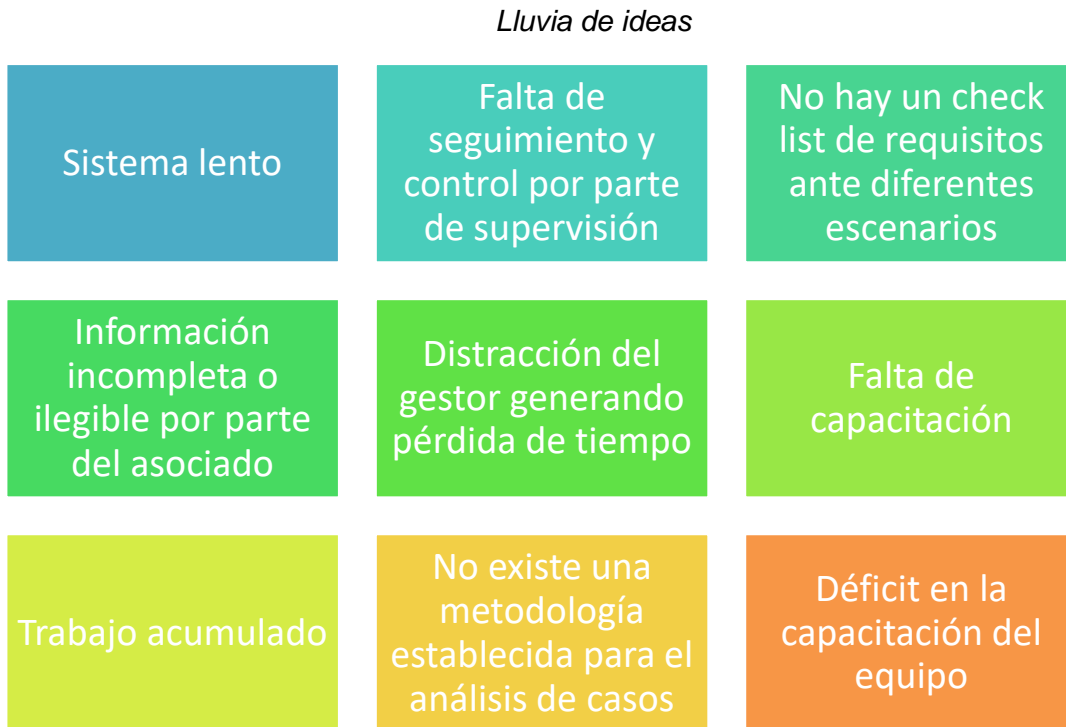 Lluvia de ideas
Sistema lento
Falta de
seguimiento y
control por parte
de supervisión
No hay un check
list de requisitos
ante diferentes
escenarios
Información
incompleta o
ilegible por parte
del asociado
Distracción del
gestor generando
pérdida de tiempo
Falta de
capacitación
Trabajo acumulado
No existe una
metodología
establecida para el
análisis de casos
Déficit en la
capacitación del
equipo